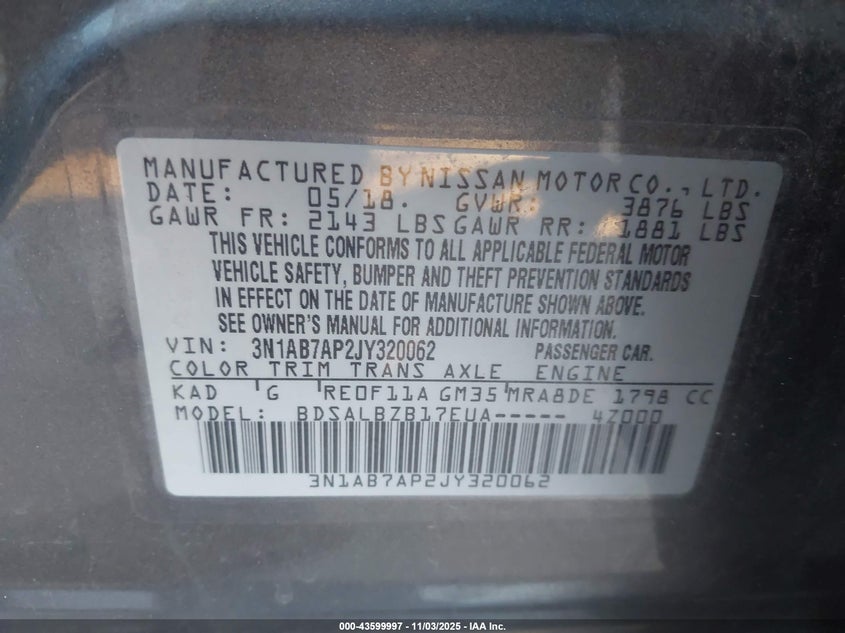 MANUFACTURED BY NISSAN MOTOR CO., LTD.
DATE: 05/18. GVWR: 3876 LBS
GAWR FR: 2143 LBS GAWR RR: 1881 LBS
THIS VEHICLE CONFORMS TO ALL APPLICABLE FEDERAL MOTOR
VEHICLE SAFETY, BUMPER AND THEFT PREVENTION STANDARDS
IN EFFECT ON THE DATE OF MANUFACTURE SHOWN ABOVE.
SEE OWNER'S MANUAL FOR ADDITIONAL INFORMATION.
VIN: 3N1AB7AP2JY320062 PASSENGER CAR.
COLOR TRIM TRANS AXLE ENGINE
KAD G RE0F11A GM35 MRA8DE 1798 CC
MODEL: BDSALBZB17EUA----- 4Z000
3N1AB7AP2JY320062
000-43599997 - 11/03/2025 - IAA Inc.